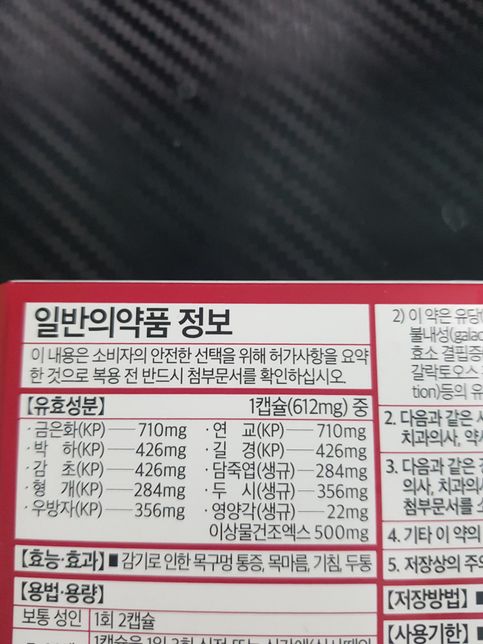 일반의약품 정보
이 내용은 소비자의 안전한 선택을 위해 허가사항을 요약
한 것으로 복용 전 반드시 첨부문서를 확인하십시오
【유효성분】 1캡슐(612mg) 중
·금은화(KP) 710mg ·연 교(KP) 710mg
·박 하(KP) 426mg ·길 경(KP) 426mg
·감 초(KP) 426mg ·담죽엽(생규) 284mg
·형 개(KP) 284mg ·두 시(생규) 356mg
·우방자(KP) 356mg ·영양각(생규) 22mg
이상물건조엑스 500mg
【효능·효과】 ■ 감기로 인한 목구멍 통증, 목마름, 기침, 두통
【용법·용량】
보통 성인 1회 2캡슐
2) 이 약은 유당
불내성(galac
효소 결핍증
갈락토오스
tion)등의 유
2. 다음과 같은 사
치과의사, 약사
3. 다음과 같은
의사, 치과의사
첨부문서를 소
4. 기타 이 약의
5. 저장상의 주의
【저장방법】 ■
【사용기한】 ■